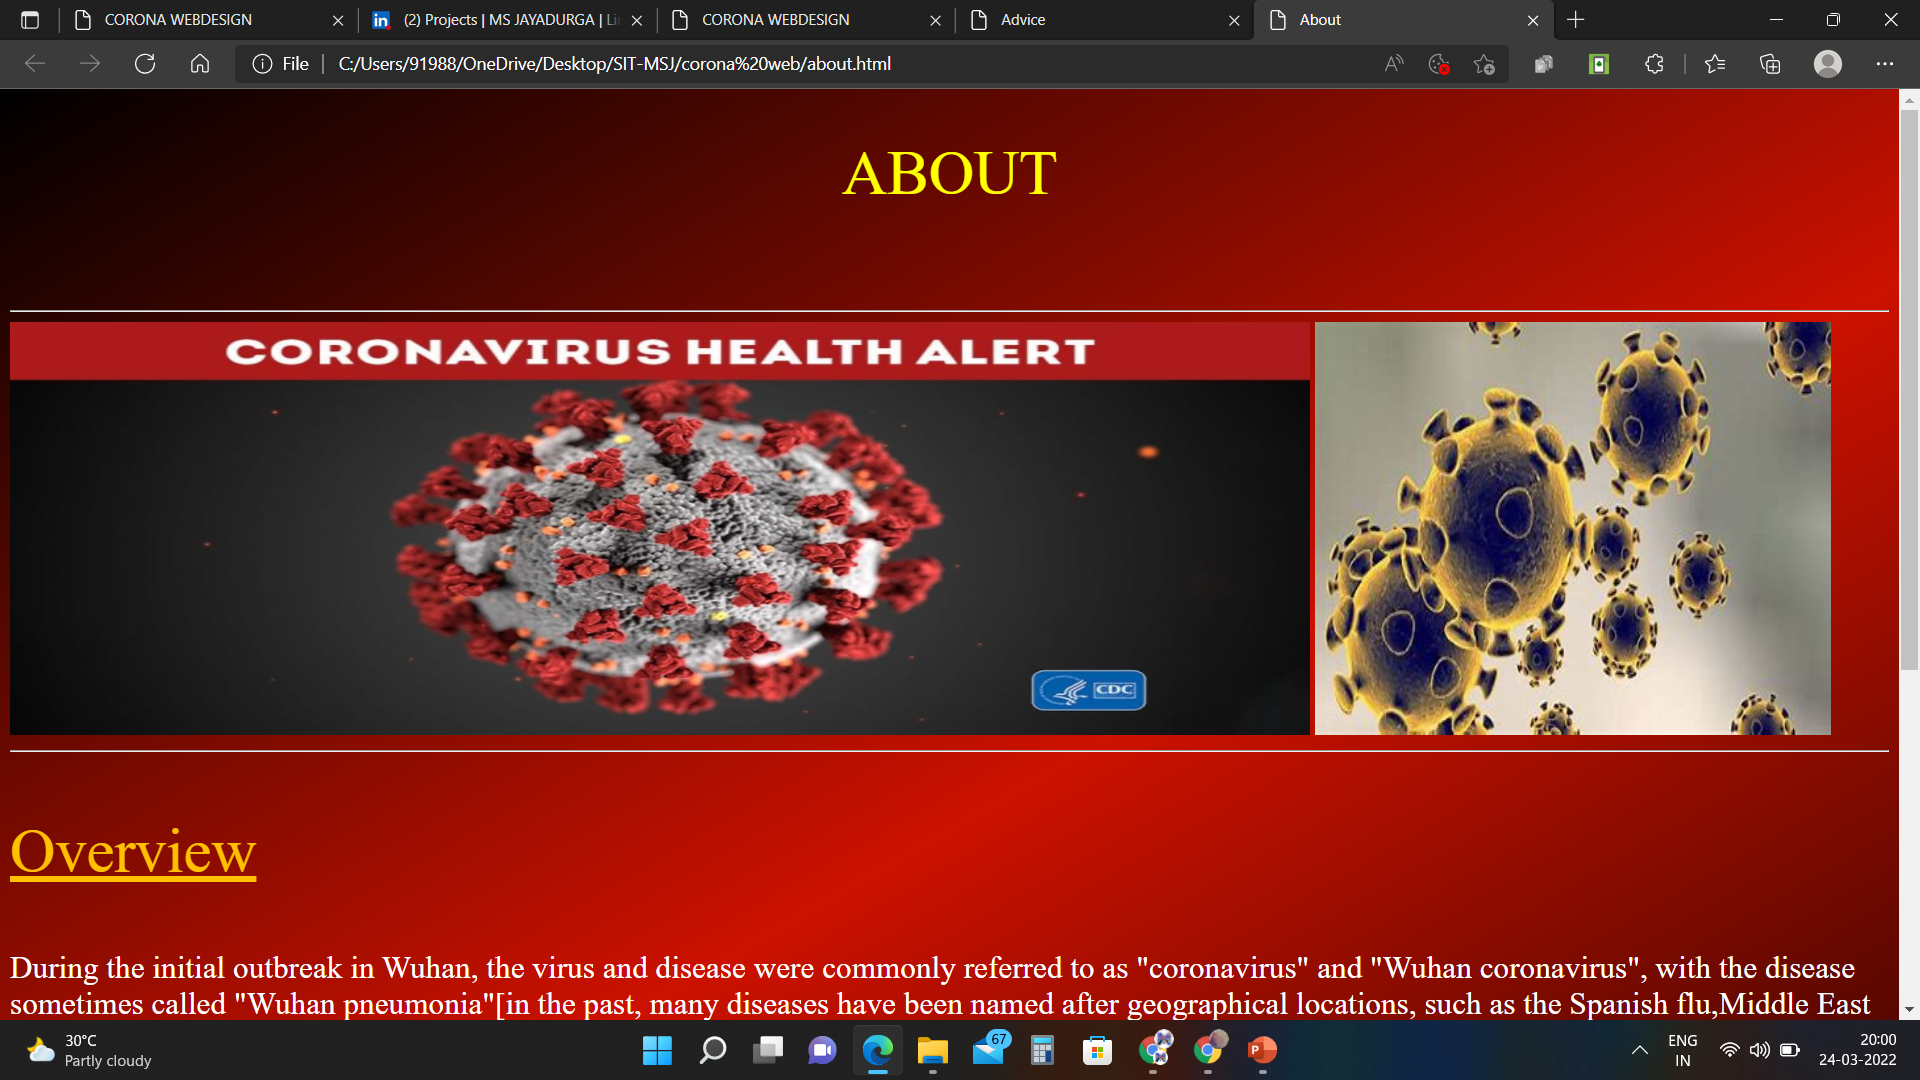 CORONA WEBDESIGN
(2) Projects | MS JAYADURGA | Li
CORONA WEBDESIGN
Advice
About
File
C:/Users/91988/OneDrive/Desktop/SIT-MSJ/corona%20web/about.html
ABOUT
CORONAVIRUS HEALTH ALERT
CDC
Overview
During the initial outbreak in Wuhan, the virus and disease were commonly referred to as "coronavirus" and "Wuhan coronavirus", with the disease
sometimes called "Wuhan pneumonia"[in the past, many diseases have been named after geographical locations, such as the Spanish flu,Middle East
30°C
Partly cloudy
67
ENG
IN
20:00
24-03-2022